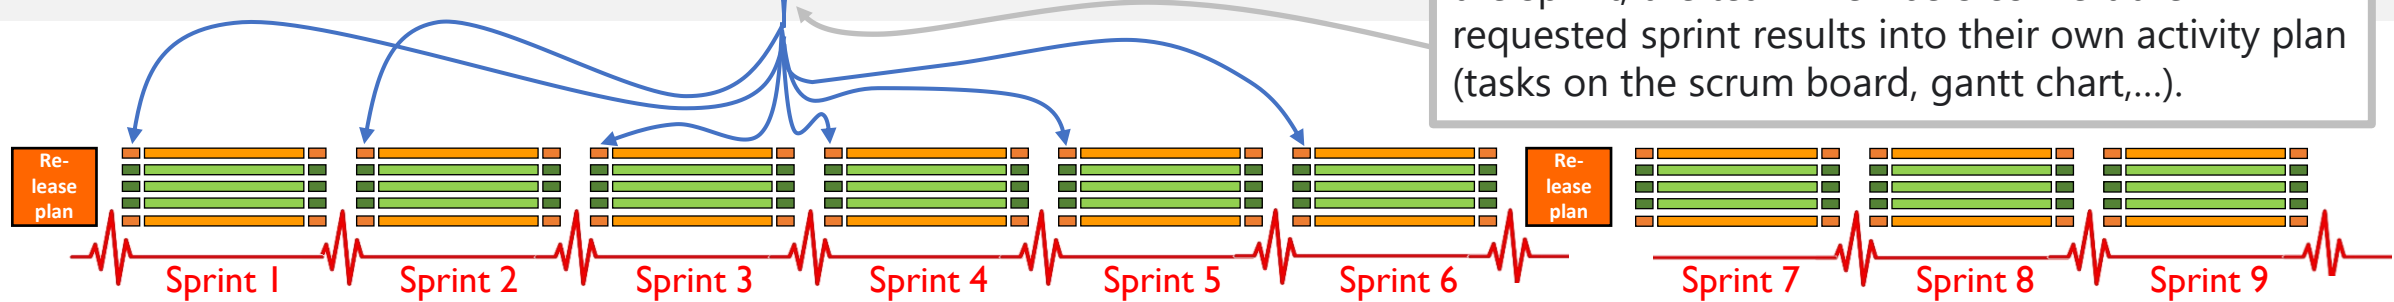 requested sprint results into their own activity plan
(tasks on the scrum board, gantt chart,...).
Re-
lease
plan
Re-
lease
plan
Sprint 1
Sprint 2
Sprint 3
Sprint 4
Sprint 5
Sprint 6
Sprint 7
Sprint 8
Sprint 9